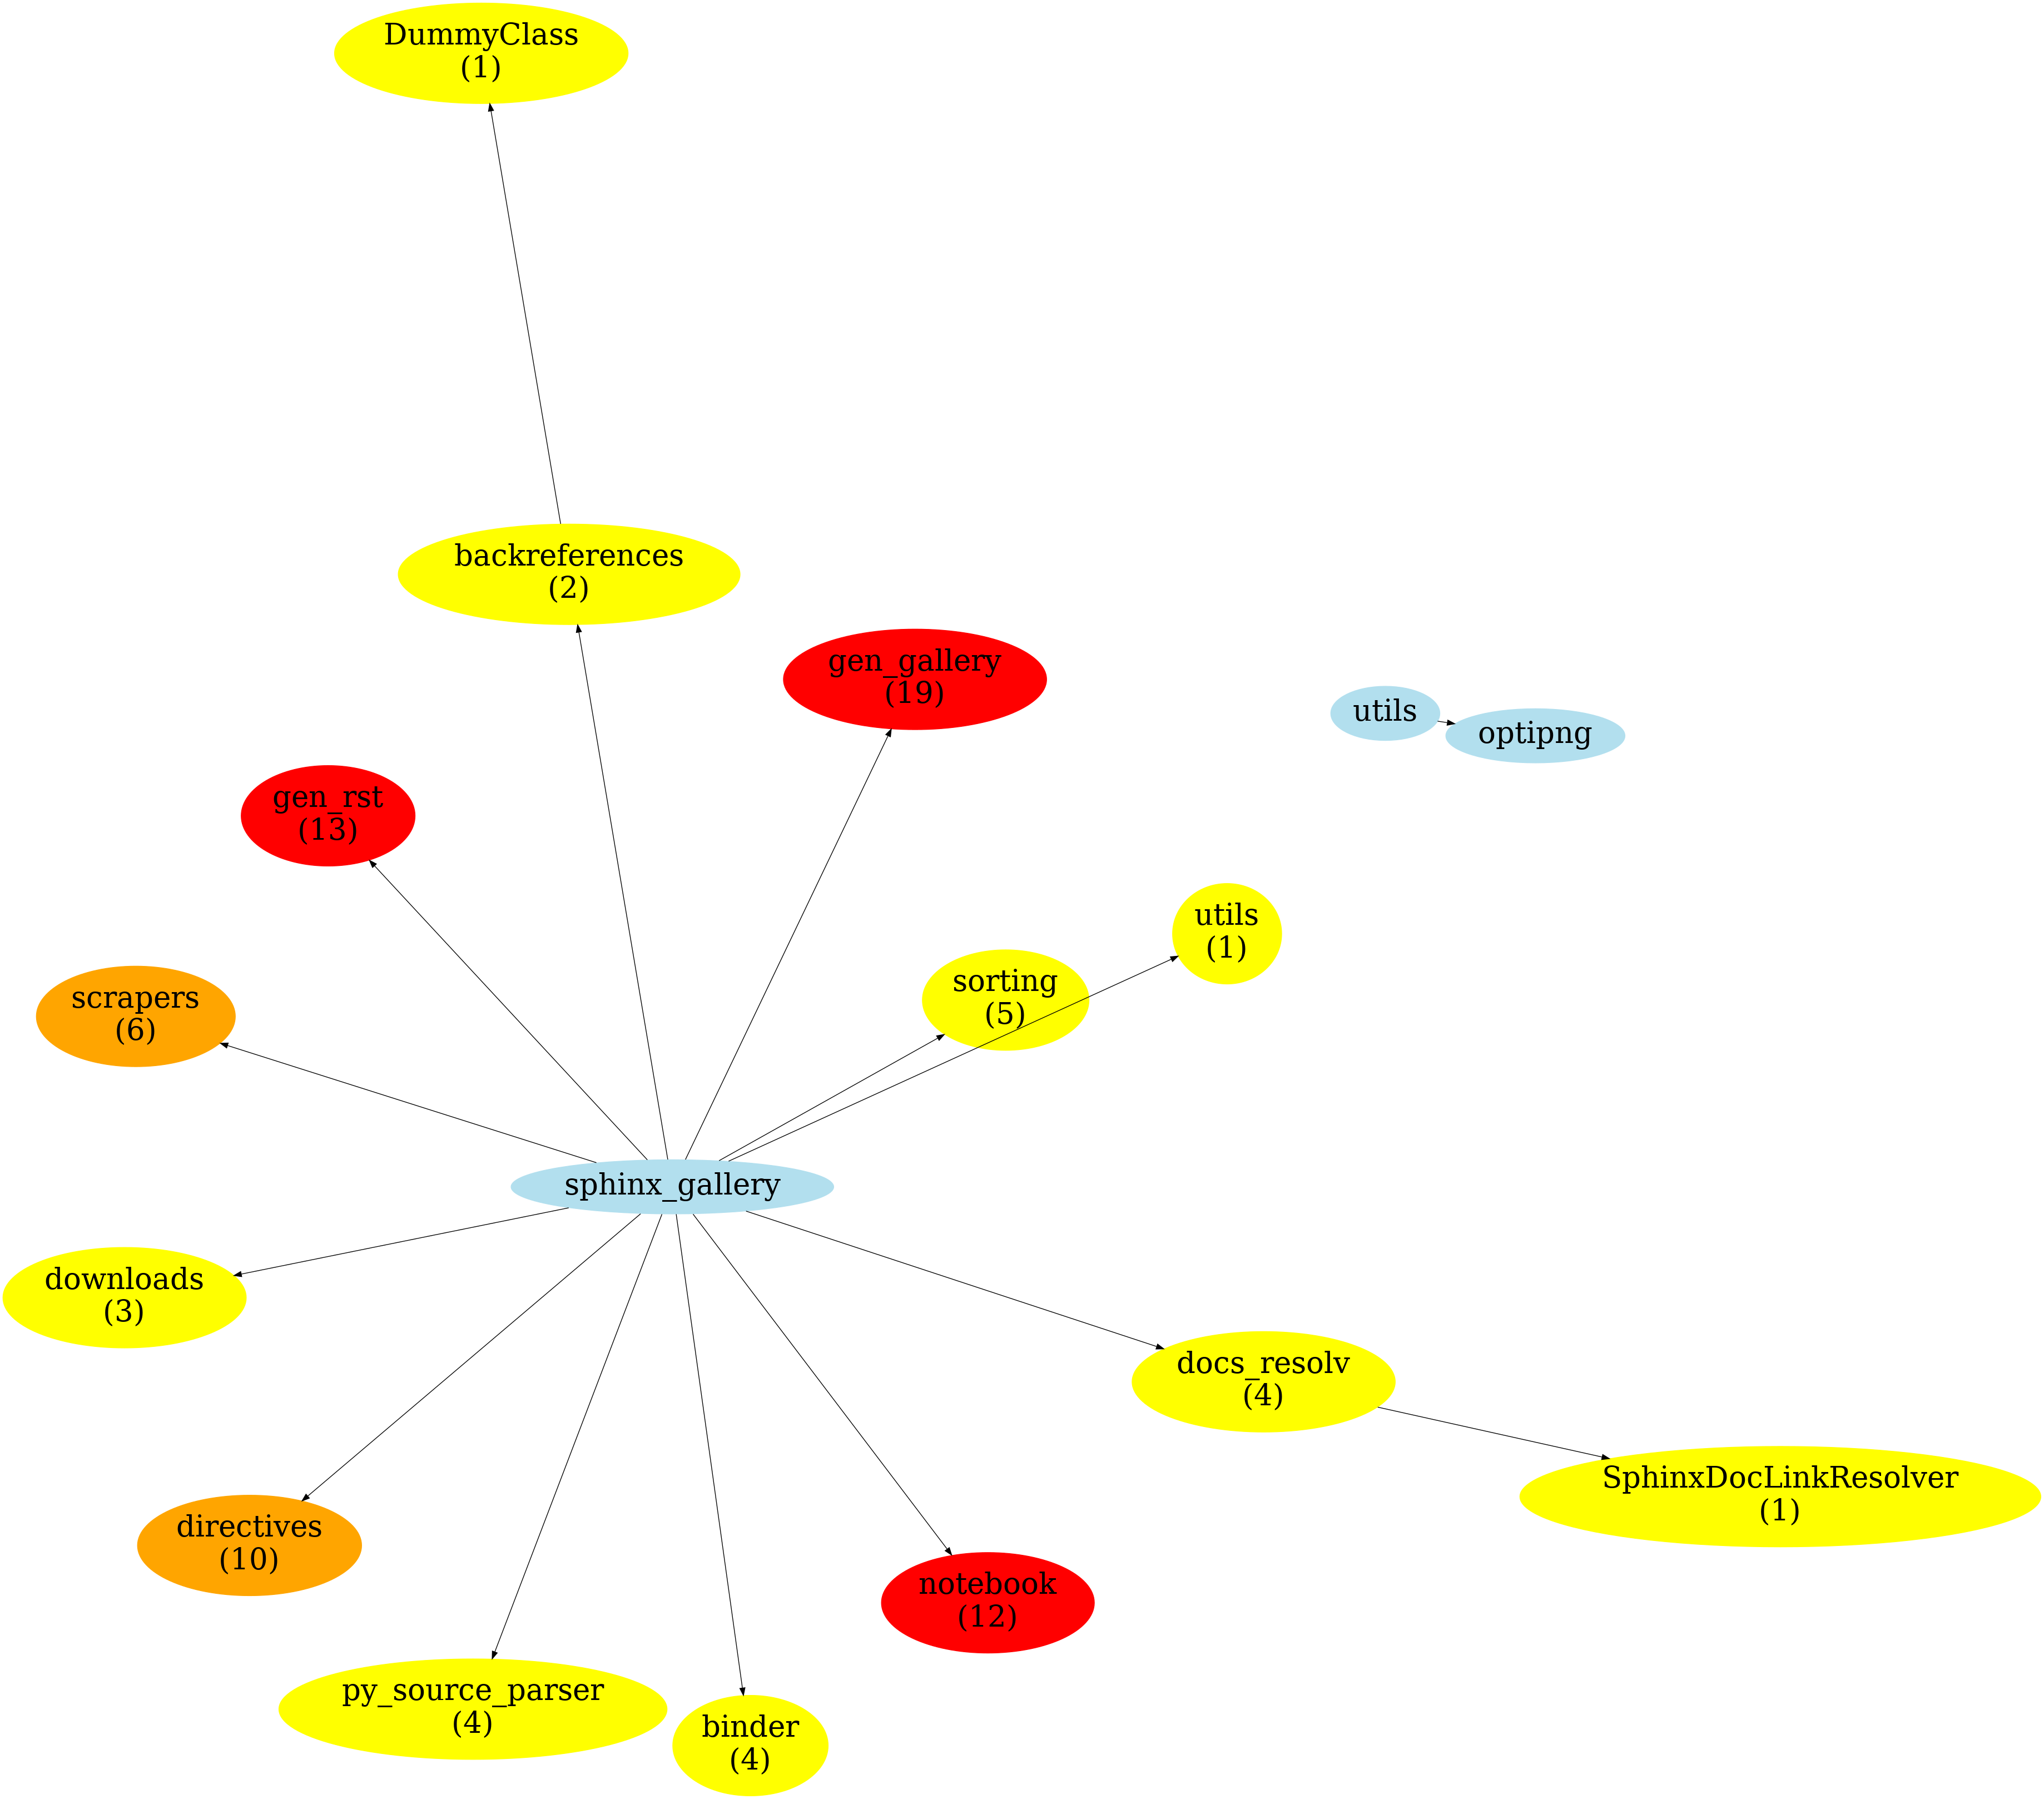 DummyClass
(1)
backreferences
(2)
gen_gallery
(19)
utils
optipng
gen_rst
(13)
utils
(1)
sorting
(5)
scrapers
(6)
sphinx_gallery
downloads
(3)
docs_resolv
(4)
SphinxDocLinkResolver
(1)
directives
(10)
notebook
(12)
py_source_parser
(4)
binder
(4)